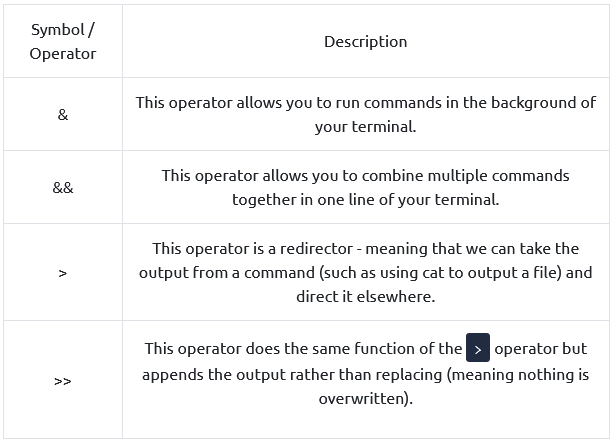 Symbol /
Operator
Description
&
This operator allows you to run commands in the background of
your terminal.
&&
This operator allows you to combine multiple commands
together in one line of your terminal.
>
This operator is a redirector - meaning that we can take the
output from a command (such as using cat to output a file) and
direct it elsewhere.
>>
This operator does the same function of the > operator but
appends the output rather than replacing (meaning nothing is
overwritten).